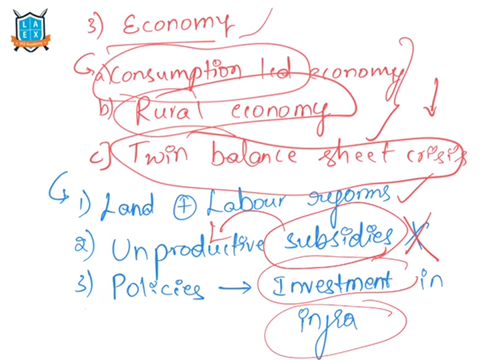 LAEX
3) Economy
a) Consumption led economy
b) Rural economy
c) Twin balance sheet crisis
1) Land + Labour reforms
2) Unproductive subsidies
3) Policies → Investment in
infra